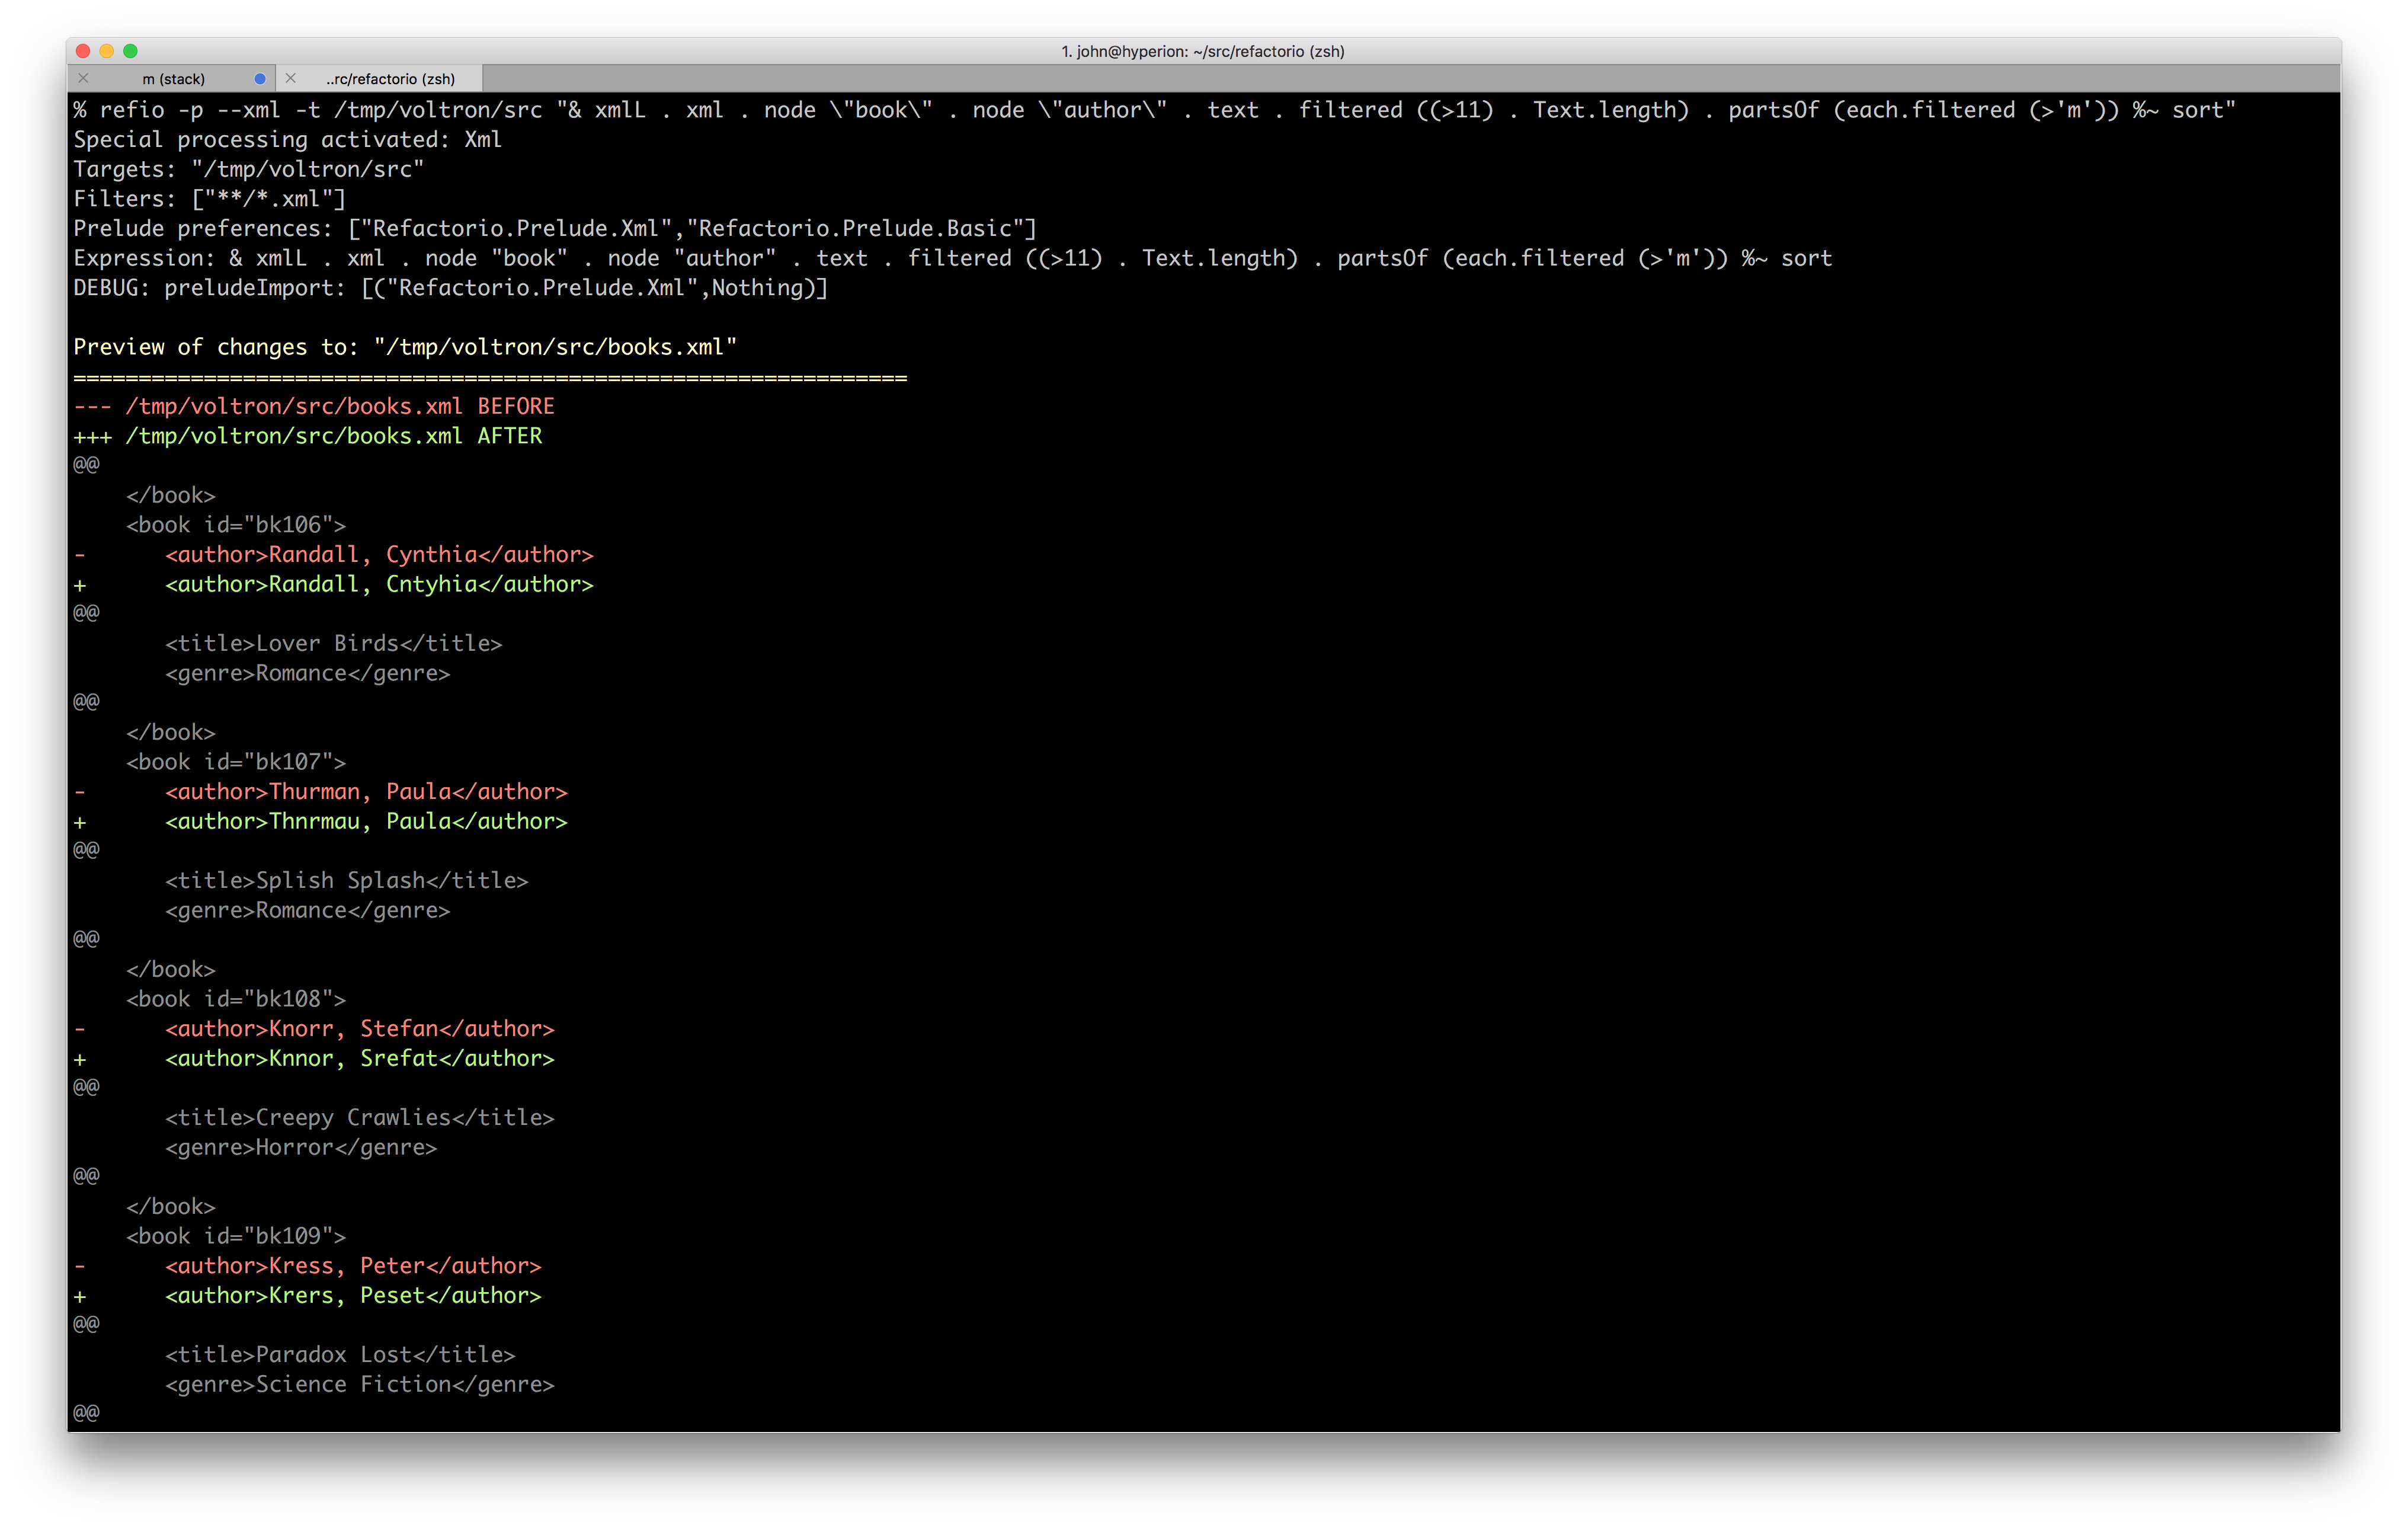 1. john@hyperion: ~/src/refactorio (zsh)
m (stack)
..rc/refactorio (zsh)
% refio -p --xml -t /tmp/voltron/src "& xmlL . xml . node \"book\" . node \"author\" . text . filtered ((>11) . Text.length) . partsOf (each.filtered (>'m')) %~ sort"
Special processing activated: Xml
Targets: "/tmp/voltron/src"
Filters: ["**/*.xml"]
Prelude preferences: ["Refactorio.Prelude.Xml","Refactorio.Prelude.Basic"]
Expression: & xmlL . xml . node "book" . node "author" . text . filtered ((>11) . Text.length) . partsOf (each.filtered (>'m')) %~ sort
DEBUG: preludeImport: [("Refactorio.Prelude.Xml",Nothing)]

Preview of changes to: "/tmp/voltron/src/books.xml"
================================================================
--- /tmp/voltron/src/books.xml BEFORE
+++ /tmp/voltron/src/books.xml AFTER
@@
    </book>
    <book id="bk106">
-      <author>Randall, Cynthia</author>
+      <author>Randall, Cntyhia</author>
@@
       <title>Lover Birds</title>
       <genre>Romance</genre>
@@
    </book>
    <book id="bk107">
-      <author>Thurman, Paula</author>
+      <author>Thnrmau, Paula</author>
@@
       <title>Splish Splash</title>
       <genre>Romance</genre>
@@
    </book>
    <book id="bk108">
-      <author>Knorr, Stefan</author>
+      <author>Knnor, Srefat</author>
@@
       <title>Creepy Crawlies</title>
       <genre>Horror</genre>
@@
    </book>
    <book id="bk109">
-      <author>Kress, Peter</author>
+      <author>Krers, Peset</author>
@@
       <title>Paradox Lost</title>
       <genre>Science Fiction</genre>
@@